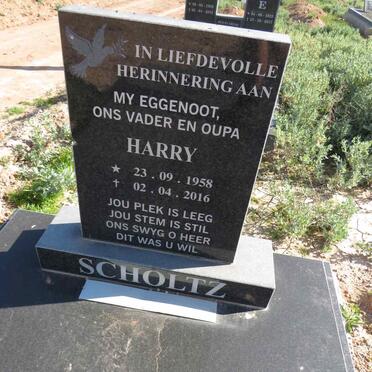 IN LIEFDEVOLLE
HERINNERING AAN
MY EGGENOOT,
ONS VADER EN OUPA
HARRY
★ 23 . 09 . 1958
✝ 02 . 04 . 2016
JOU PLEK IS LEEG
JOU STEM IS STIL
ONS SWYG O HEER
DIT WAS U WIL
SCHOLTZ